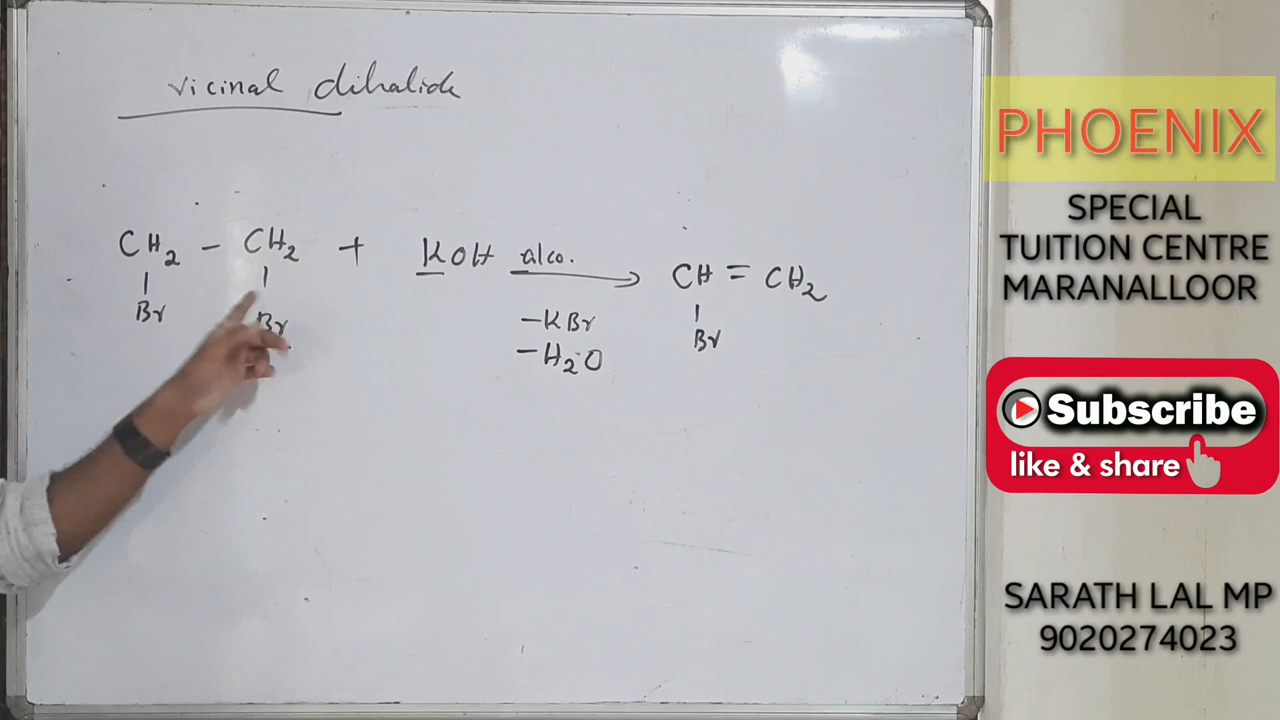 vicinal dihalide
CH2 - CH2 + KOH alco. → CH = CH2
Br Br -KBr Br
-H2O
PHOENIX
SPECIAL
TUITION CENTRE
MARANALLOOR
Subscribe
like & share
SARATH LAL MP
9020274023